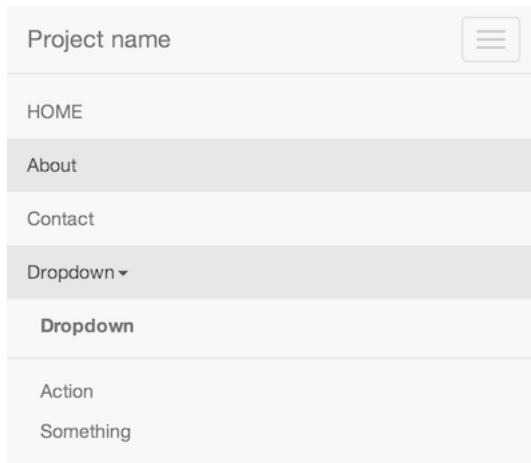 Project name
HOME
About
Contact
Dropdown
Dropdown
Action
Something